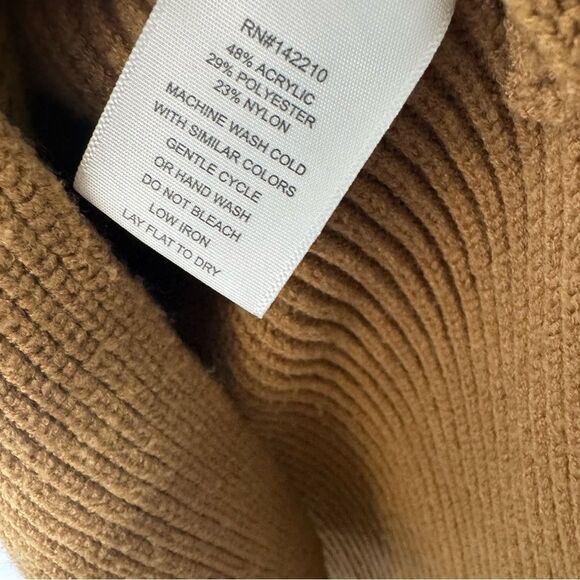 RN#142210
48% ACRYLIC
29% POLYESTER
23% NYLON
MACHINE WASH COLD
WITH SIMILAR COLORS
GENTLE CYCLE
OR HAND WASH
DO NOT BLEACH
LOW IRON
LAY FLAT TO DRY